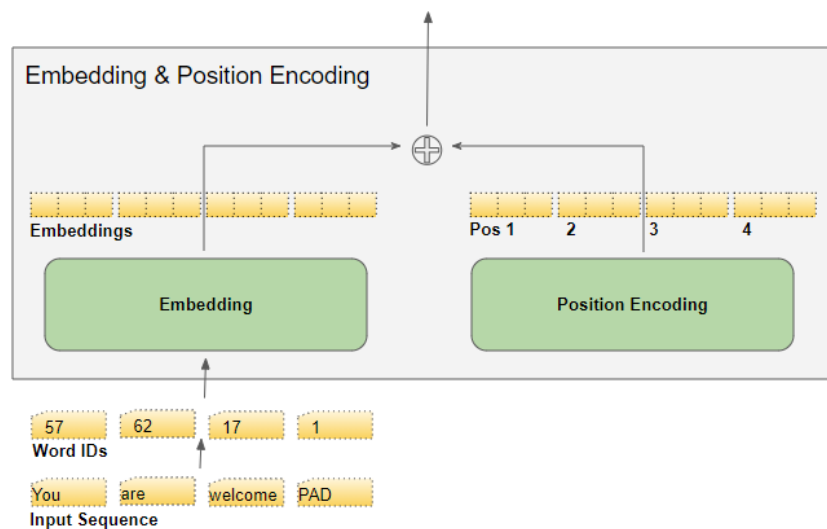 Embedding & Position Encoding
Embeddings
Pos 1 2 3 4
Embedding
Position Encoding
57 62 17 1
Word IDs
You are welcome PAD
Input Sequence